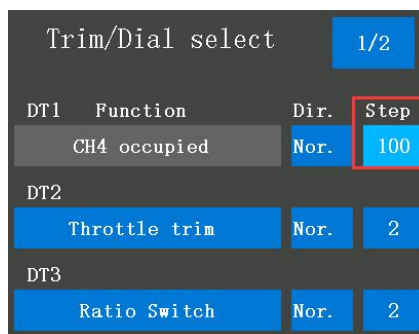 Trim/Dial select 1/2
DT1 Function Dir. Step
CH4 occupied Nor. 100
DT2
Throttle trim Nor. 2
DT3
Ratio Switch Nor. 2